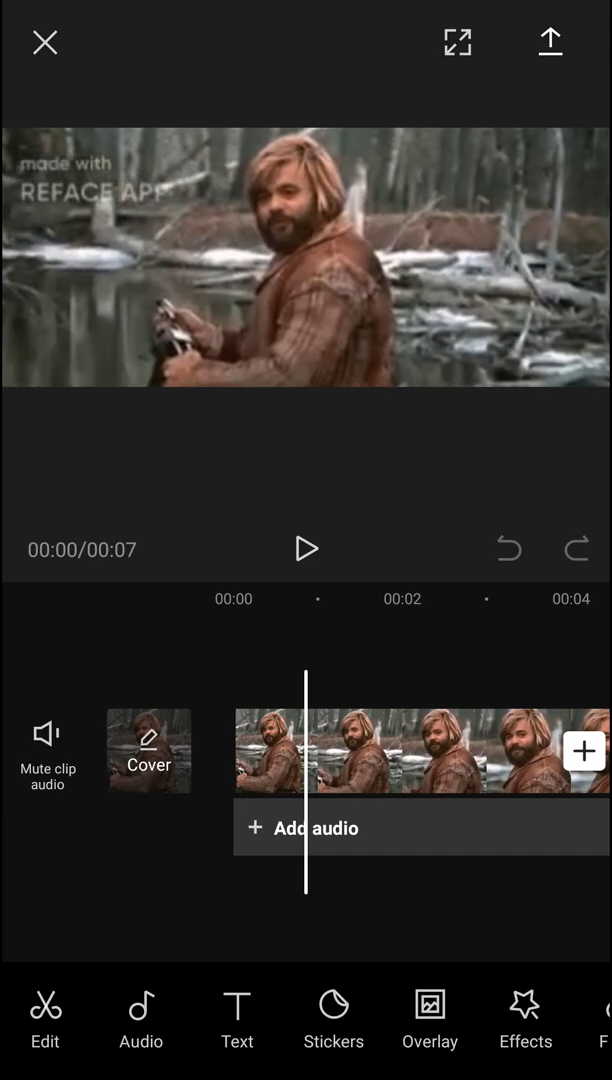 made with
REFACE APP
00:00/00:07
00:00
00:02
00:04
Mute clip
audio
Cover
+ Add audio
Edit
Audio
Text
Stickers
Overlay
Effects
F